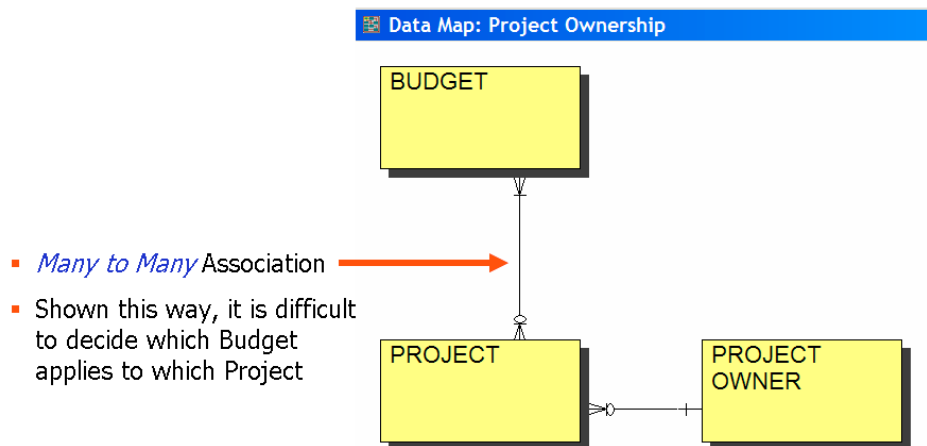 Data Map: Project Ownership
BUDGET
▪ Many to Many Association
▪ Shown this way, it is difficult
to decide which Budget
applies to which Project
PROJECT
PROJECT
OWNER